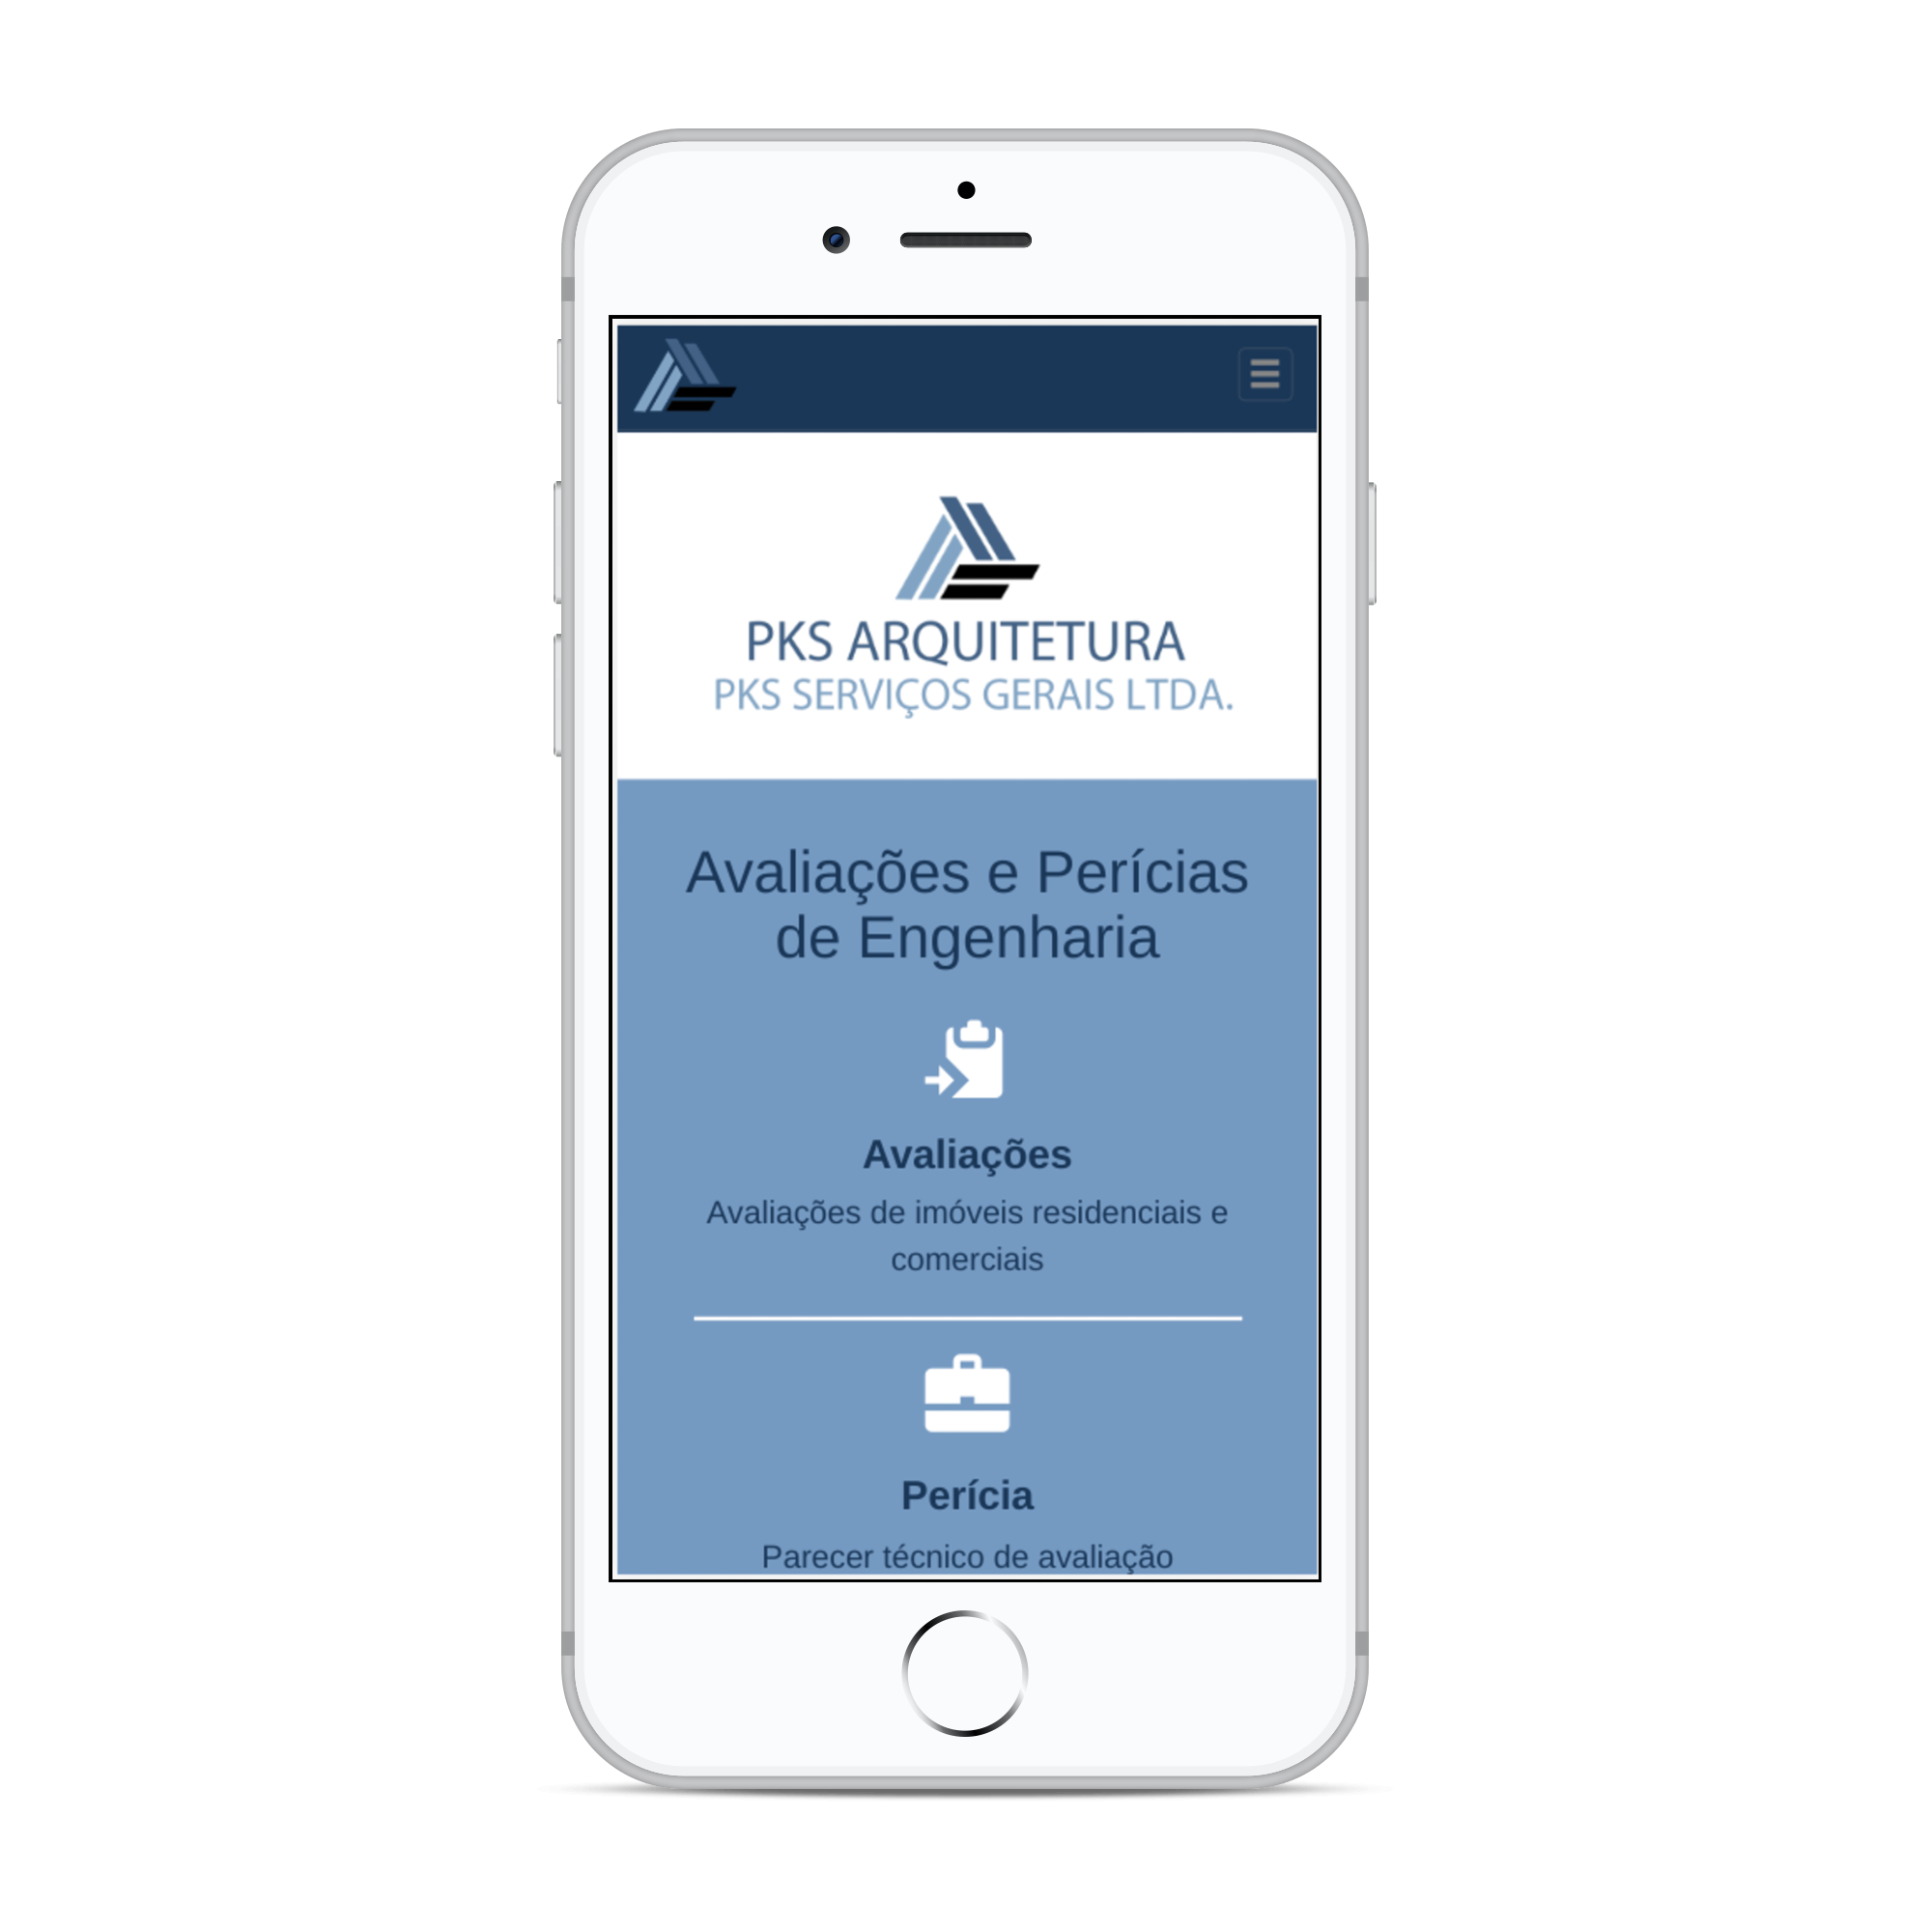 PKS ARQUITETURA
PKS SERVIÇOS GERAIS LTDA.
Avaliações e Perícias
de Engenharia
Avaliações
Avaliações de imóveis residenciais e
comerciais
Perícia
Parecer técnico de avaliação